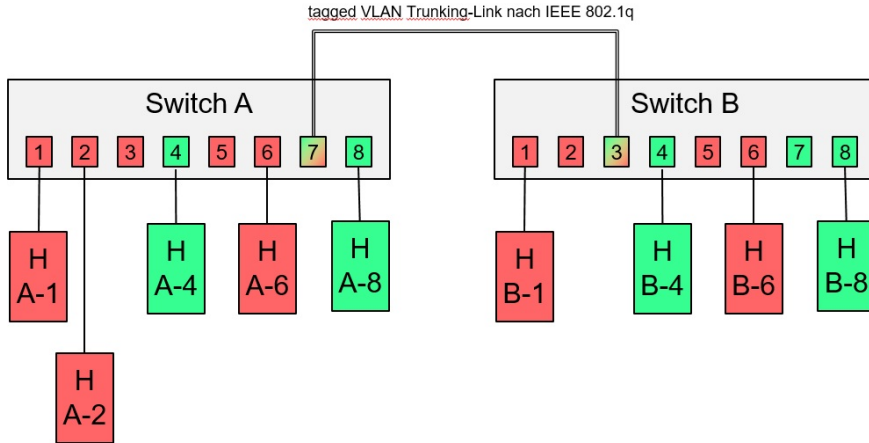 tagged VLAN Trunking-Link nach IEEE 802.1q
Switch A
1 2 3 4 5 6 7 8
Switch B
1 2 3 4 5 6 7 8
H
A-1
H
A-2
H
A-4
H
A-6
H
A-8
H
B-1
H
B-4
H
B-6
H
B-8